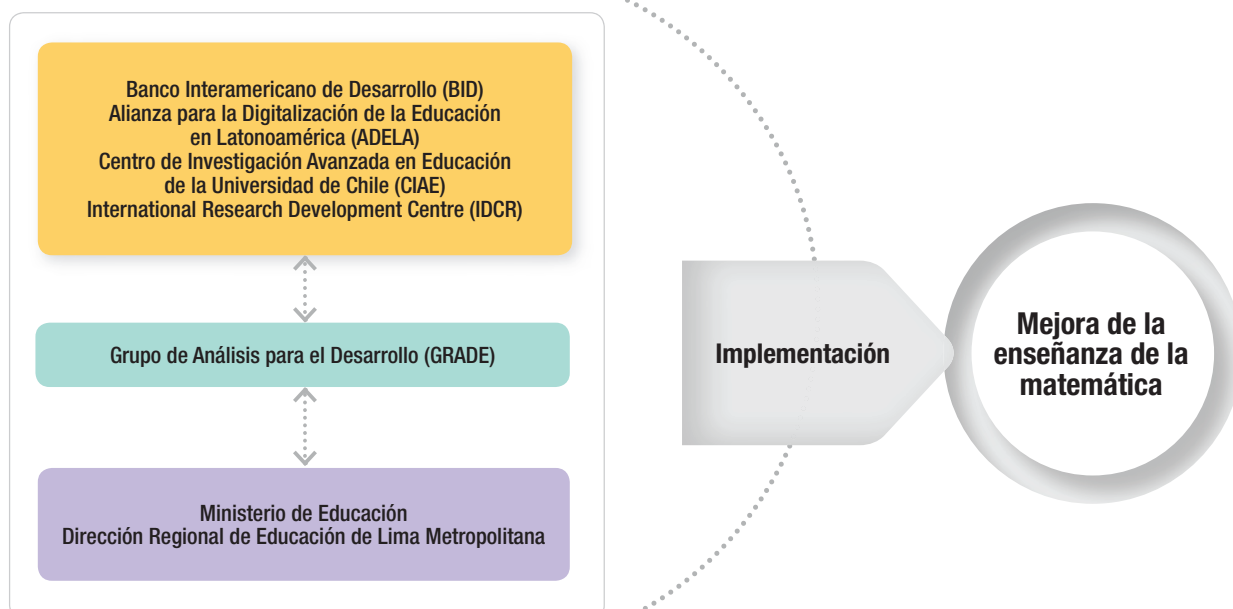 Banco Interamericano de Desarrollo (BID)
Alianza para la Digitalización de la Educación
en Latonoamérica (ADELA)
Centro de Investigación Avanzada en Educación
de la Universidad de Chile (CIAE)
International Research Development Centre (IDCR)
Grupo de Análisis para el Desarrollo (GRADE)
Ministerio de Educación
Dirección Regional de Educación de Lima Metropolitana
Implementación
Mejora de la
enseñanza de la
matemática